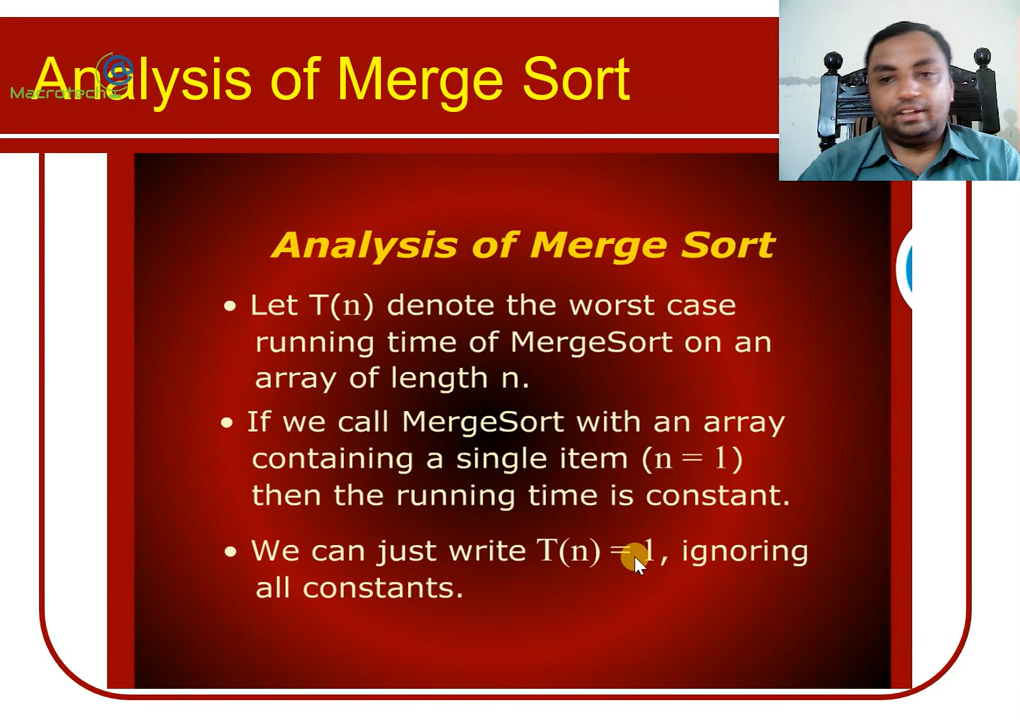 Analysis of Merge Sort
Macrotechs
Analysis of Merge Sort
• Let T(n) denote the worst case
running time of MergeSort on an
array of length n.
• If we call MergeSort with an array
containing a single item (n = 1)
then the running time is constant.
• We can just write T(n) = 1, ignoring
all constants.